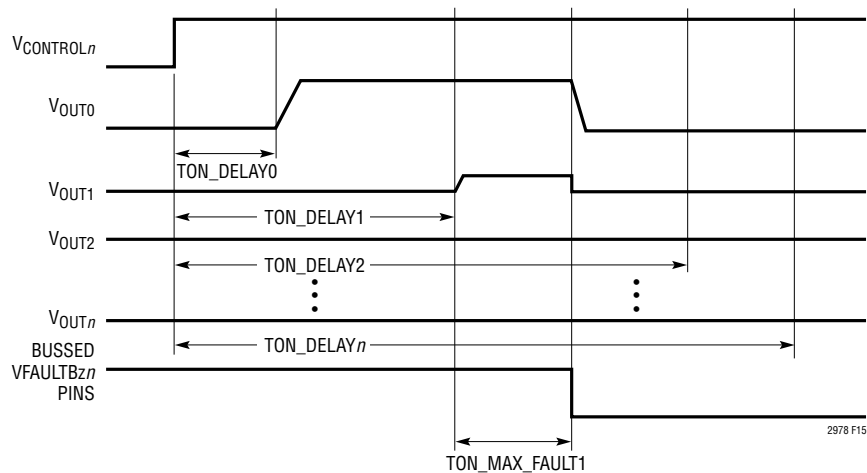 VCONTROLn
VOUT0
TON_DELAY0
VOUT1
TON_DELAY1
VOUT2
TON_DELAY2
VOUTn
BUSSED
VFAULTBzn
PINS
TON_DELAYn
2978 F15
TON_MAX_FAULT1